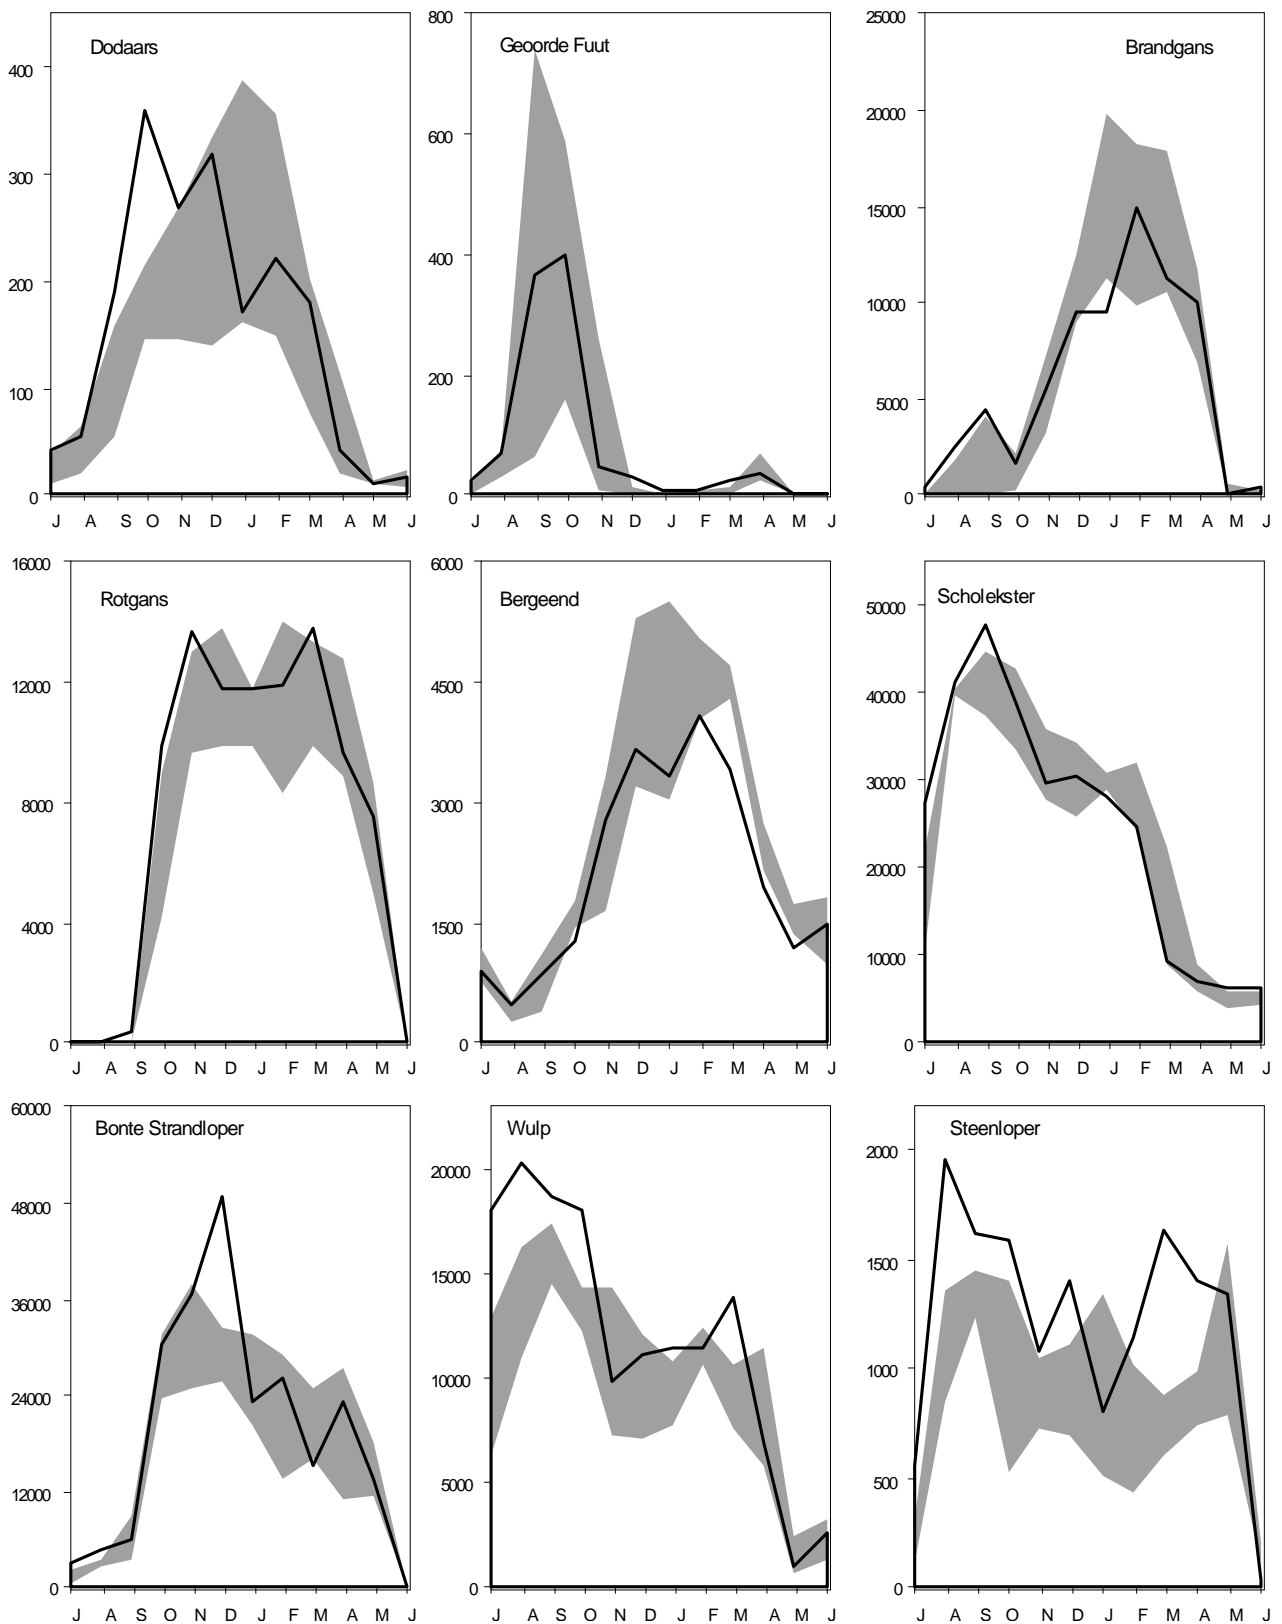 Dodaars
400
300
200
100
0
J A S O N D J F M A M J
Geoorde Fuut
800
600
400
200
0
J A S O N D J F M A M J
Brandgans
25000
20000
15000
10000
5000
0
J A S O N D J F M A M J
Rotgans
16000
12000
8000
4000
0
J A S O N D J F M A M J
Bergeend
6000
4500
3000
1500
0
J A S O N D J F M A M J
Scholekster
50000
40000
30000
20000
10000
0
J A S O N D J F M A M J
Bonte Strandloper
60000
48000
36000
24000
12000
0
J A S O N D J F M A M J
Wulp
20000
15000
10000
5000
0
J A S O N D J F M A M J
Steenloper
2000
1500
1000
500
0
J A S O N D J F M A M J